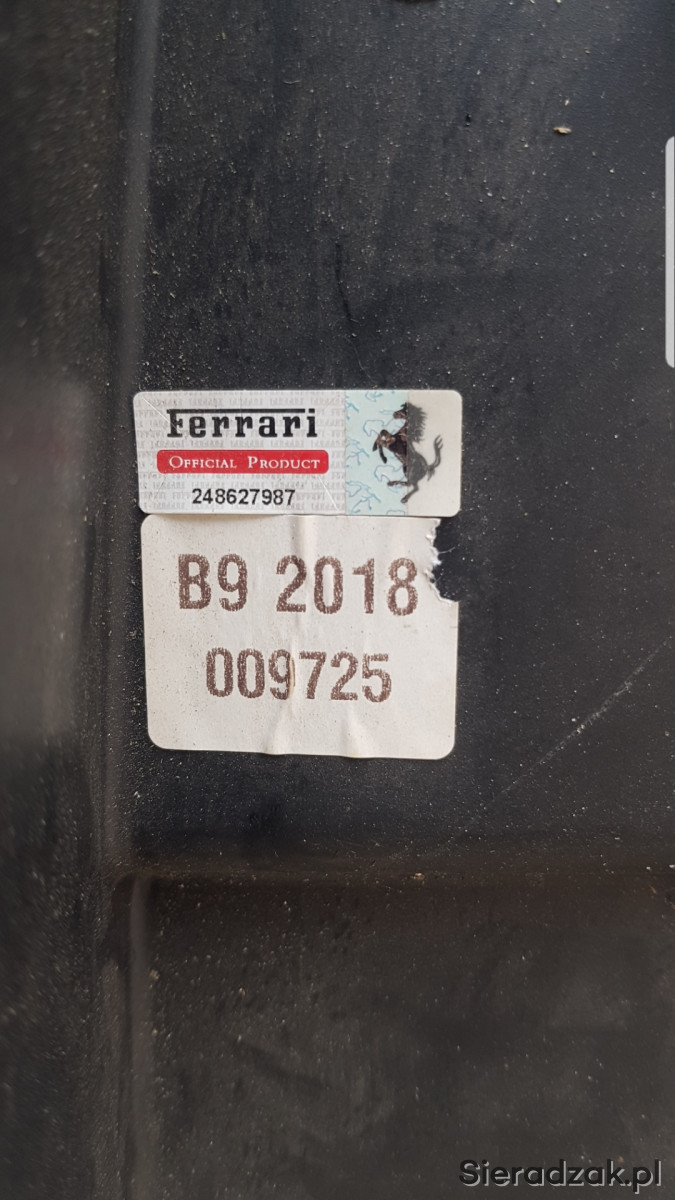 Ferrari
OFFICIAL PRODUCT
248627987
B9 2018
009725
Sieradzak.pl